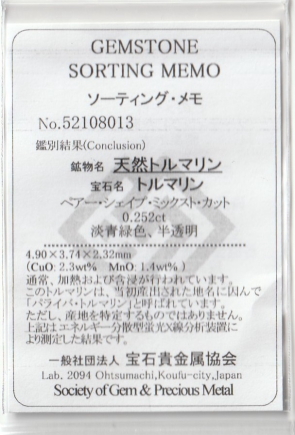 GEMSTONE
SORTING MEMO
ソーティング・メモ
No.52108013
鑑別結果(Conclusion)
鉱物名 天然トルマリン
宝石名 トルマリン
ペアー・シェイプ・ミックスト・カット
0.252ct
淡青緑色、半透明
4.90×3.74×2.32mm
(CuO: 2.3wt% MnO: 1.4wt% )
通常、加熱および含浸が行われています。
このトルマリンは、当初産出された地名に因んで
「パライバ・トルマリン」と呼ばれています。
ただし、産地を特定するものではありません。
上記はエネルギー分散型蛍光X線分析装置に
より測定した結果です。
一般社団法人 宝石貴金属協会
Lab. 2094 Ohtsumachi,Koufu-city,Japan
Society of Gem & Precious Metal